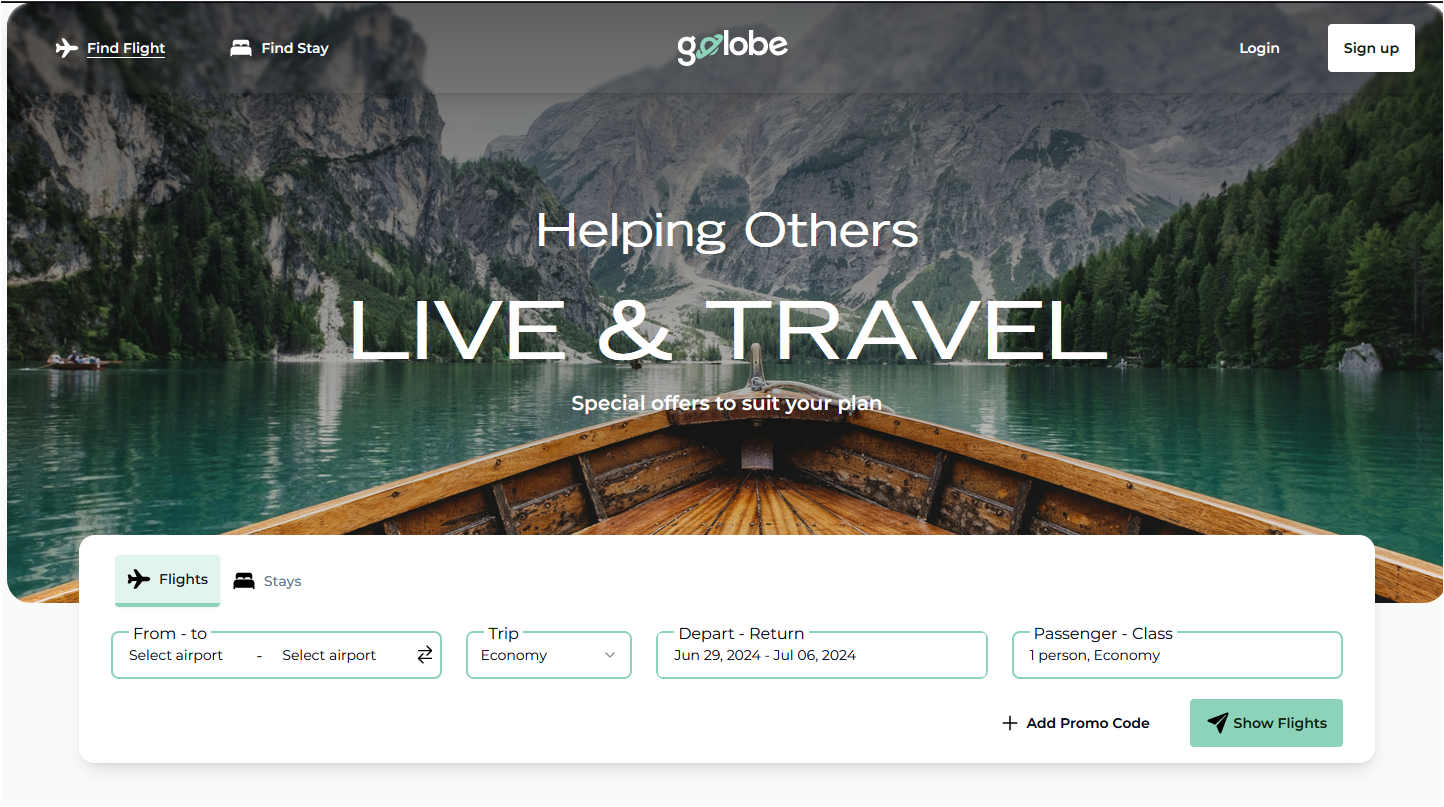 Find Flight
Find Stay
golobe
Login
Sign up
Helping Others
LIVE & TRAVEL
Special offers to suit your plan
Flights
Stays
From - to
Select airport - Select airport
Trip
Economy
Depart - Return
Jun 29, 2024 - Jul 06, 2024
Passenger - Class
1 person, Economy
Add Promo Code
Show Flights